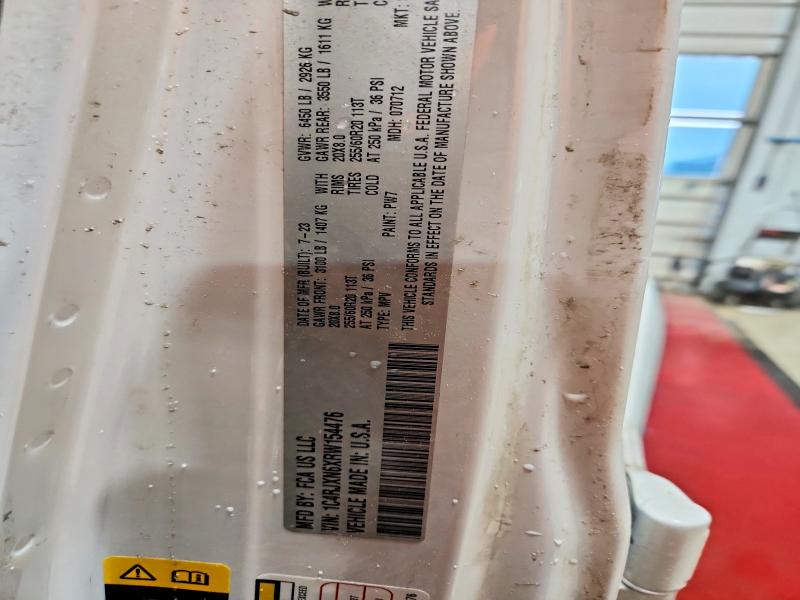 MFD BY: FCA US LLC
DATE OF MFR (BUILT): 7-23
GVWR: 6450 LB / 2926 KG
GAWR FRONT: 3100 LB / 1407 KG WITH
GAWR REAR: 3550 LB / 1611 KG
20X8.0 RIMS 20X8.0
255/60R20 113T TIRES 255/60R20 113T
AT 250 kPa / 36 PSI COLD AT 250 kPa / 36 PSI
TYPE: MPV PAINT: PW7 MDH: 070712 MKT:
THIS VEHICLE CONFORMS TO ALL APPLICABLE U.S.A. FEDERAL MOTOR VEHICLE SA
STANDARDS IN EFFECT ON THE DATE OF MANUFACTURE SHOWN ABOVE.
VIN: 1C4RJXN6XRW154476
VEHICLE MADE IN: U.S.A.